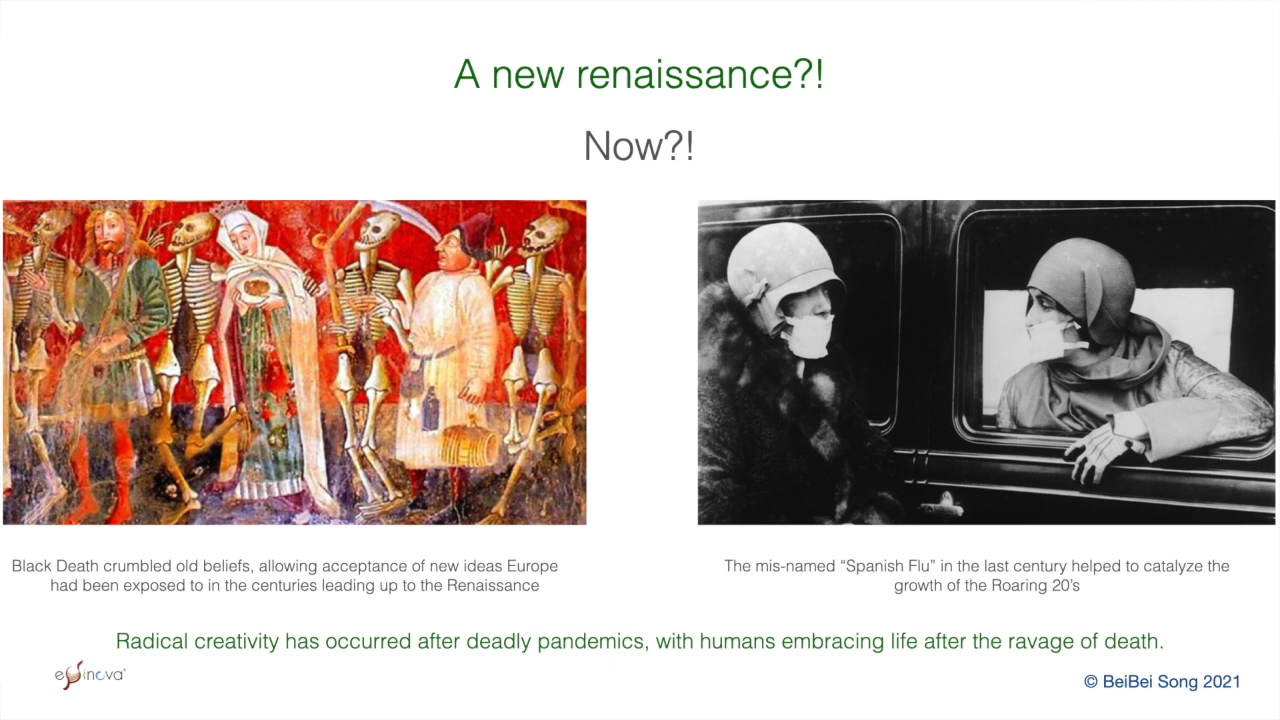 A new renaissance?!
Now?!
Black Death crumbled old beliefs, allowing acceptance of new ideas Europe
had been exposed to in the centuries leading up to the Renaissance
The mis-named “Spanish Flu” in the last century helped to catalyze the
growth of the Roaring 20’s
Radical creativity has occurred after deadly pandemics, with humans embracing life after the ravage of death.
essinova
© BeiBei Song 2021